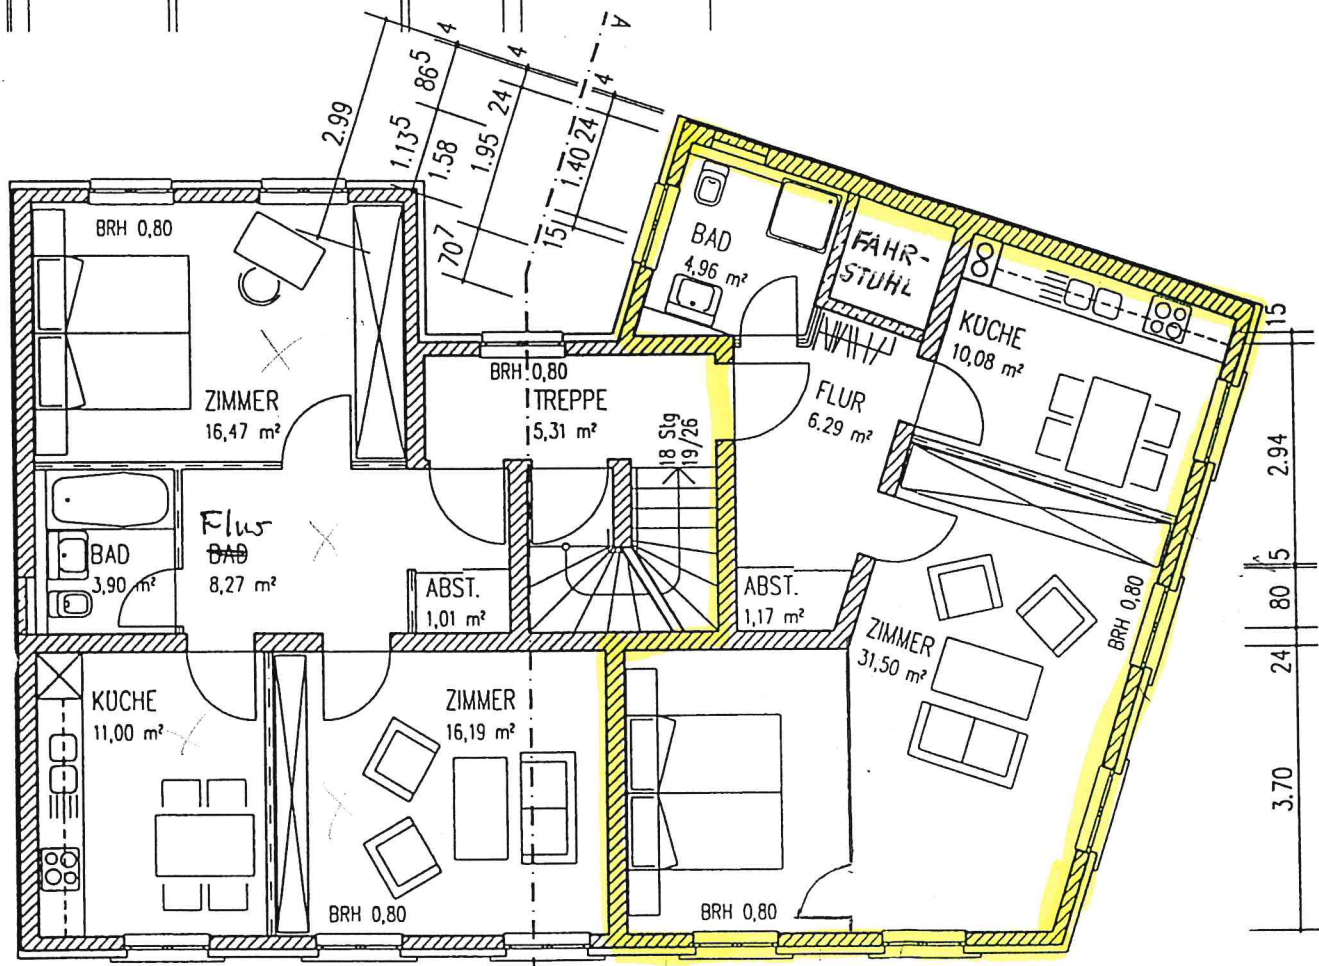 A
4
4
4
2.99
1.13⁵ 86⁵
1.58
1.95 24
1.40 24
70⁷
15
BRH 0,80
ZIMMER
16,47 m²
BAD
4,96 m²
FAHR-
STUHL
KÜCHE
10,08 m²
15
BRH 0,80
TREPPE
5,31 m²
18 Stg
19/26
FLUR
6.29 m²
2.94
Flur
BAD
8,27 m²
BAD
3,90 m²
ABST.
1,01 m²
ABST.
1,17 m²
ZIMMER
31,50 m²
BRH 0,80
15
80
24
3.70
KÜCHE
11,00 m²
ZIMMER
16,19 m²
BRH 0,80
BRH 0,80